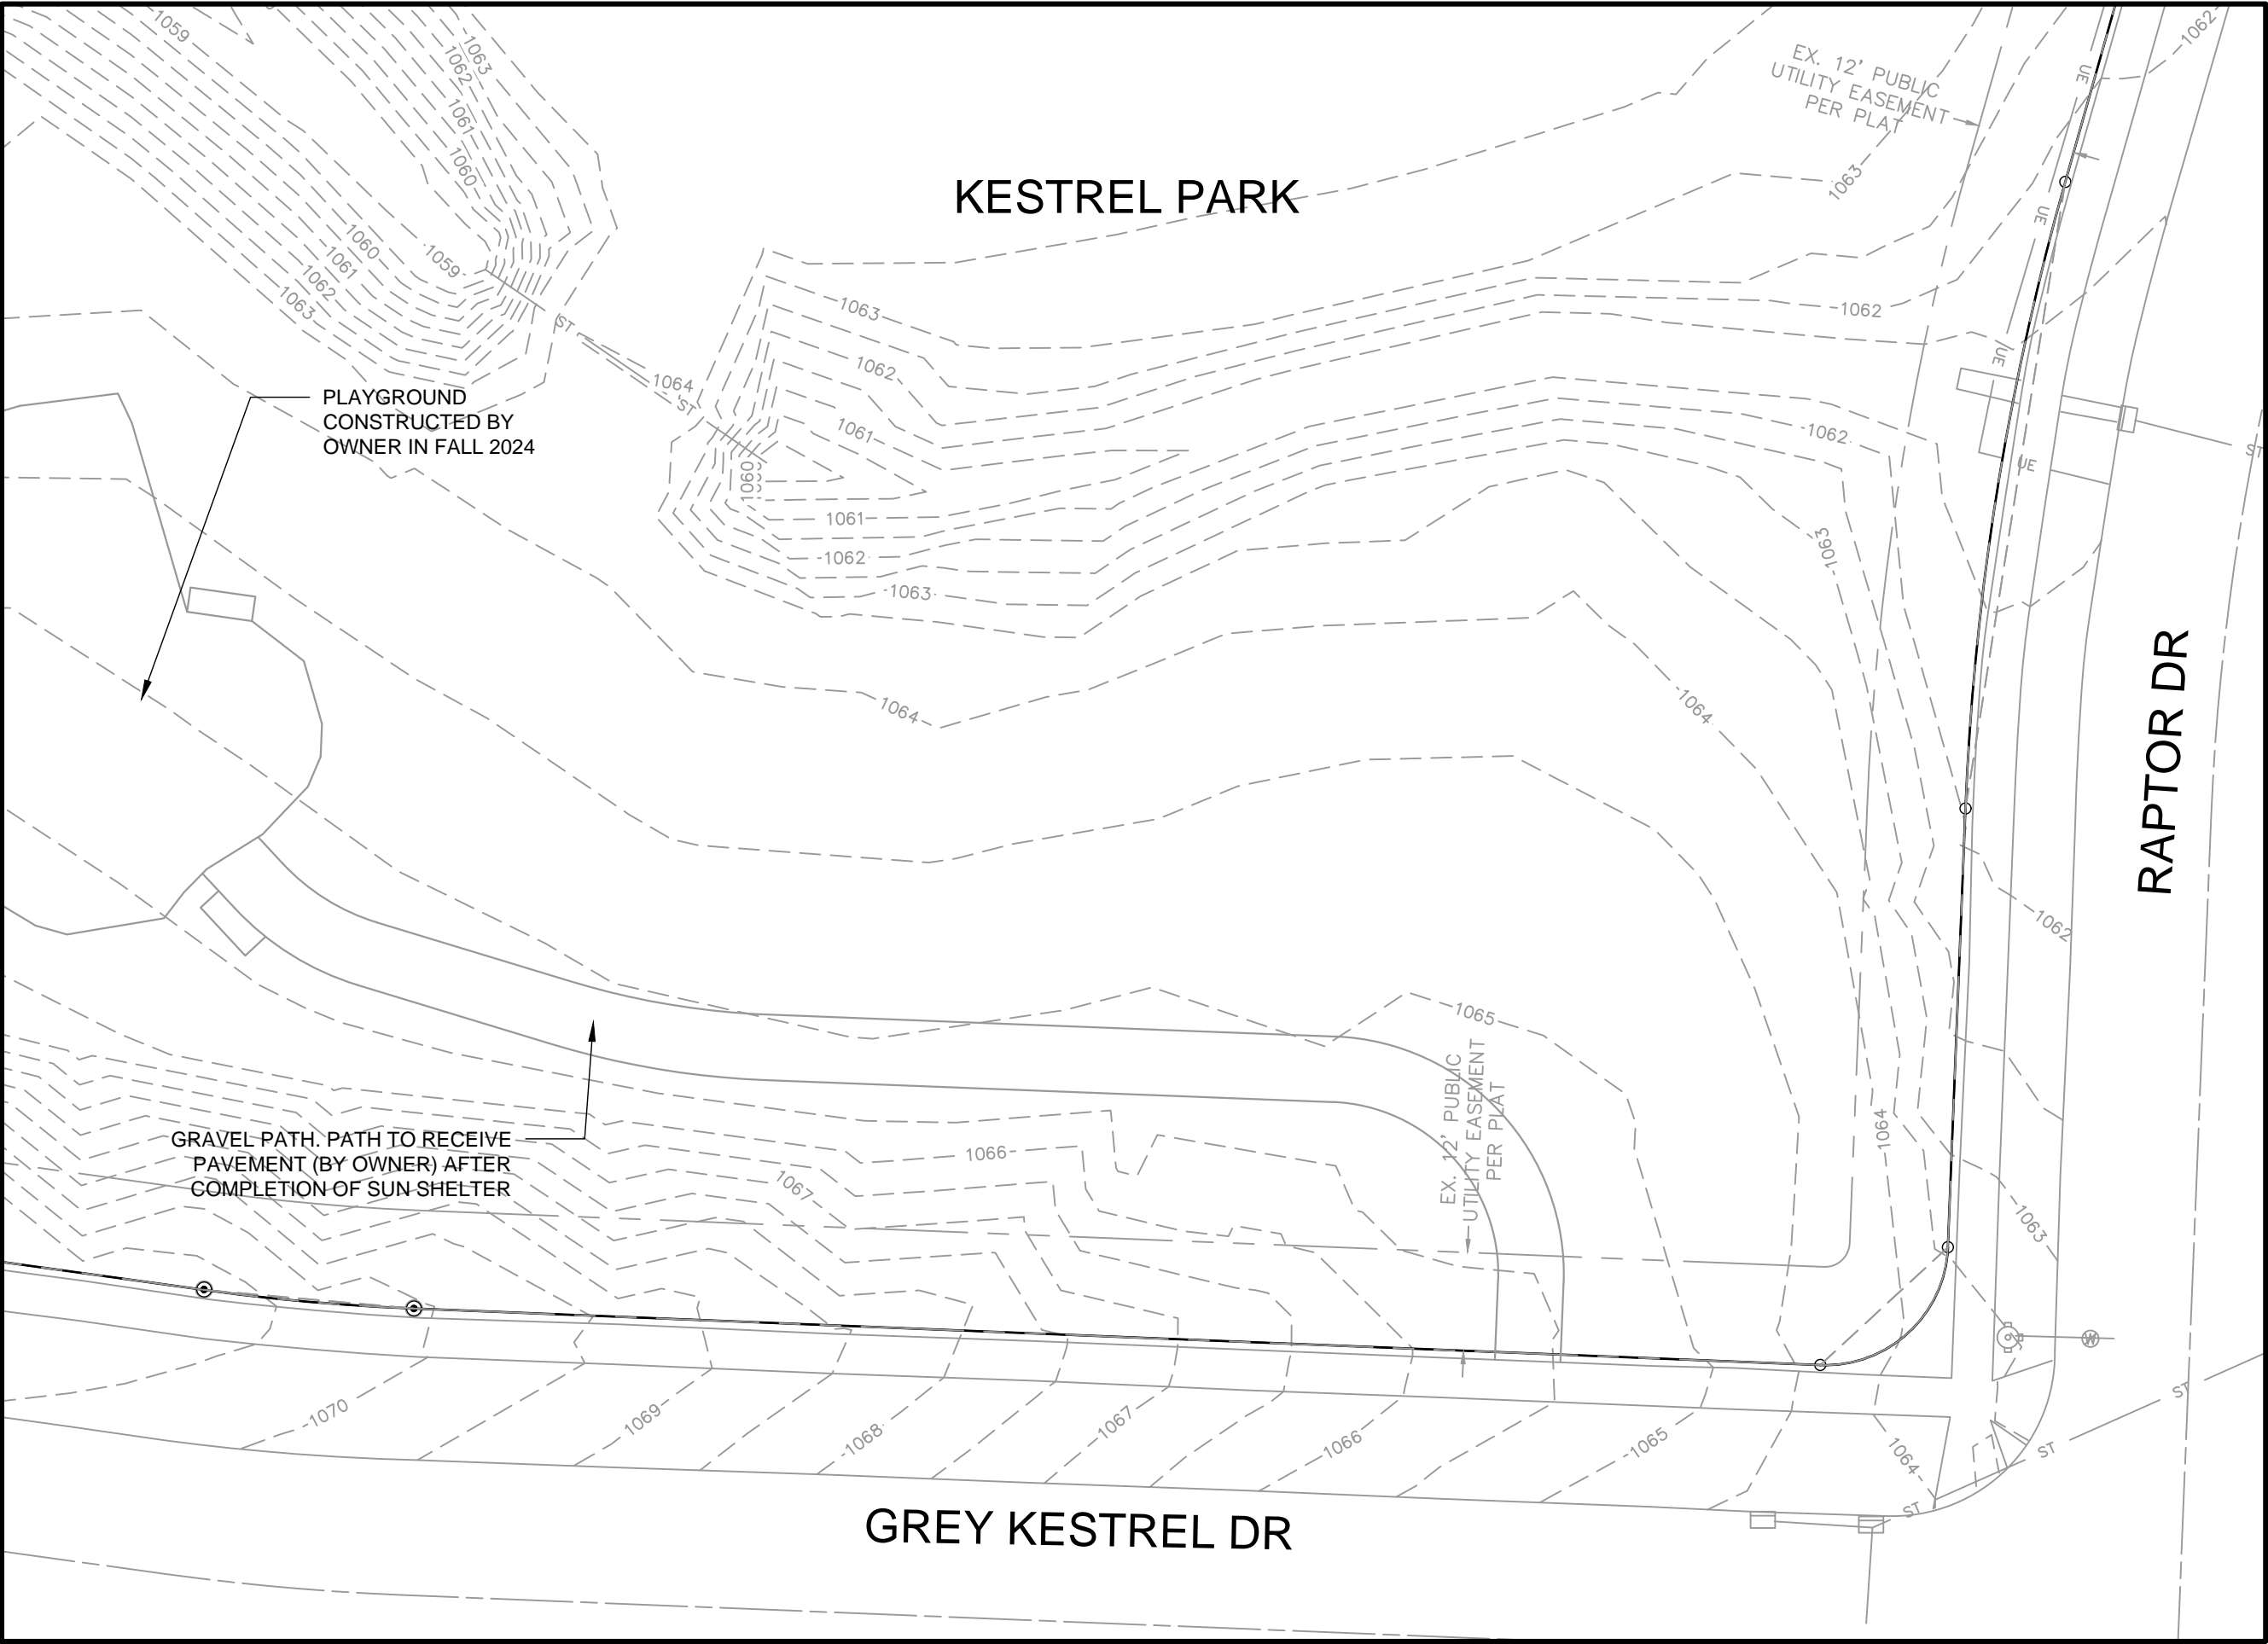 1059
1063
1062
1061
1060
1062
EX. 12' PUBLIC
UTILITY EASEMENT
PER PLAT
UE
KESTREL PARK
1063
UE
1060
1061
1062
1063
1059
ST
1063
1062
1062
1064
ST
1061
1062
UE
PLAYGROUND
CONSTRUCTED BY
OWNER IN FALL 2024
1060
UE
ST
1061
1062
1063
1063
1064
1064
RAPTOR DR
1062
1065
EX. 12' PUBLIC
UTILITY EASEMENT
PER PLAT
1064
GRAVEL PATH. PATH TO RECEIVE
PAVEMENT (BY OWNER) AFTER
COMPLETION OF SUN SHELTER
1066
1067
1063
W
ST
1070
1069
1068
1067
1066
1065
1064
ST
ST
GREY KESTREL DR